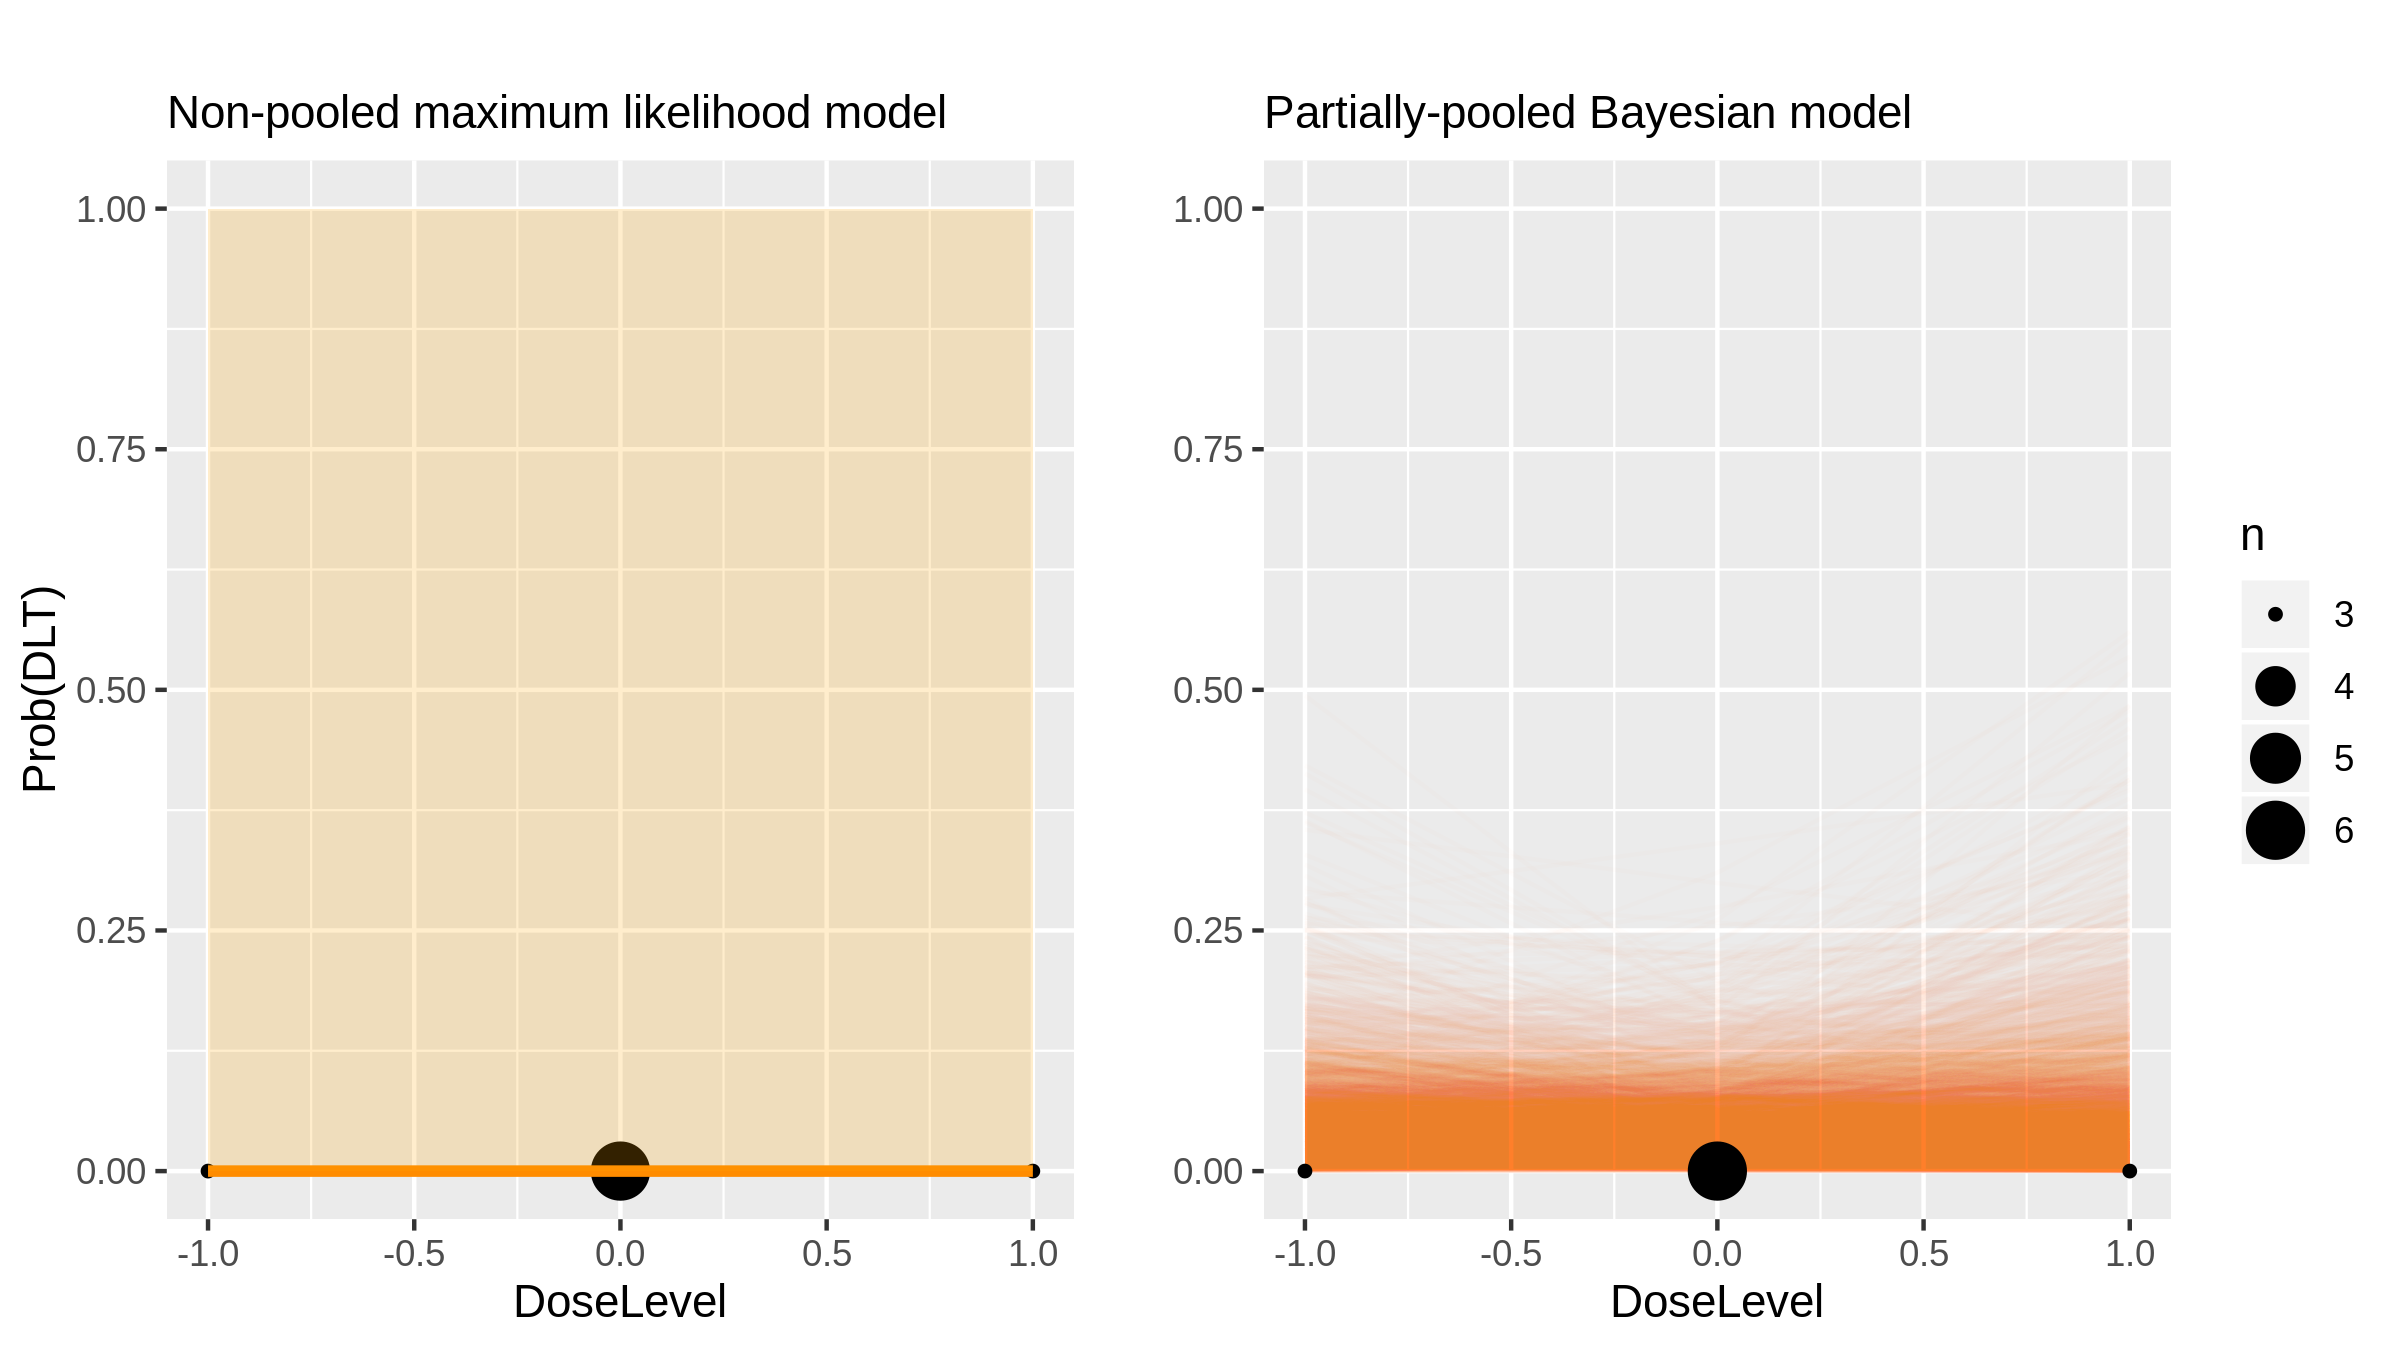 Non-pooled maximum likelihood model
Prob(DLT)
1.00
0.75
0.50
0.25
0.00
-1.0 -0.5 0.0 0.5 1.0
DoseLevel
Partially-pooled Bayesian model
1.00
0.75
0.50
0.25
0.00
-1.0 -0.5 0.0 0.5 1.0
DoseLevel
n
3
4
5
6